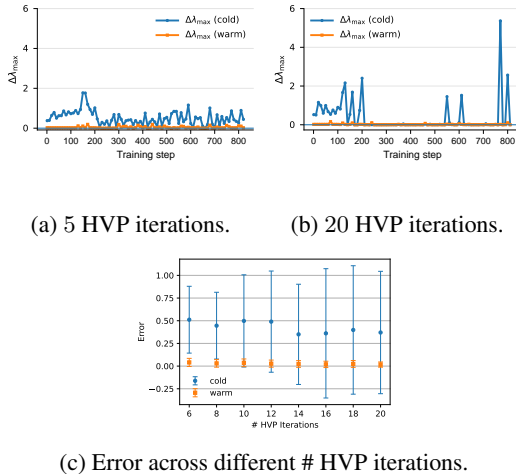 6
4
2
0
Δλmax
Δλmax (cold)
Δλmax (warm)
0 100 200 300 400 500 600 700 800
Training step
(a) 5 HVP iterations.
6
4
2
0
Δλmax
Δλmax (cold)
Δλmax (warm)
0 100 200 300 400 500 600 700 800
Training step
(b) 20 HVP iterations.
1.00
0.75
0.50
0.25
0.00
−0.25
Error
cold
warm
6 8 10 12 14 16 18 20
# HVP Iterations
(c) Error across different # HVP iterations.